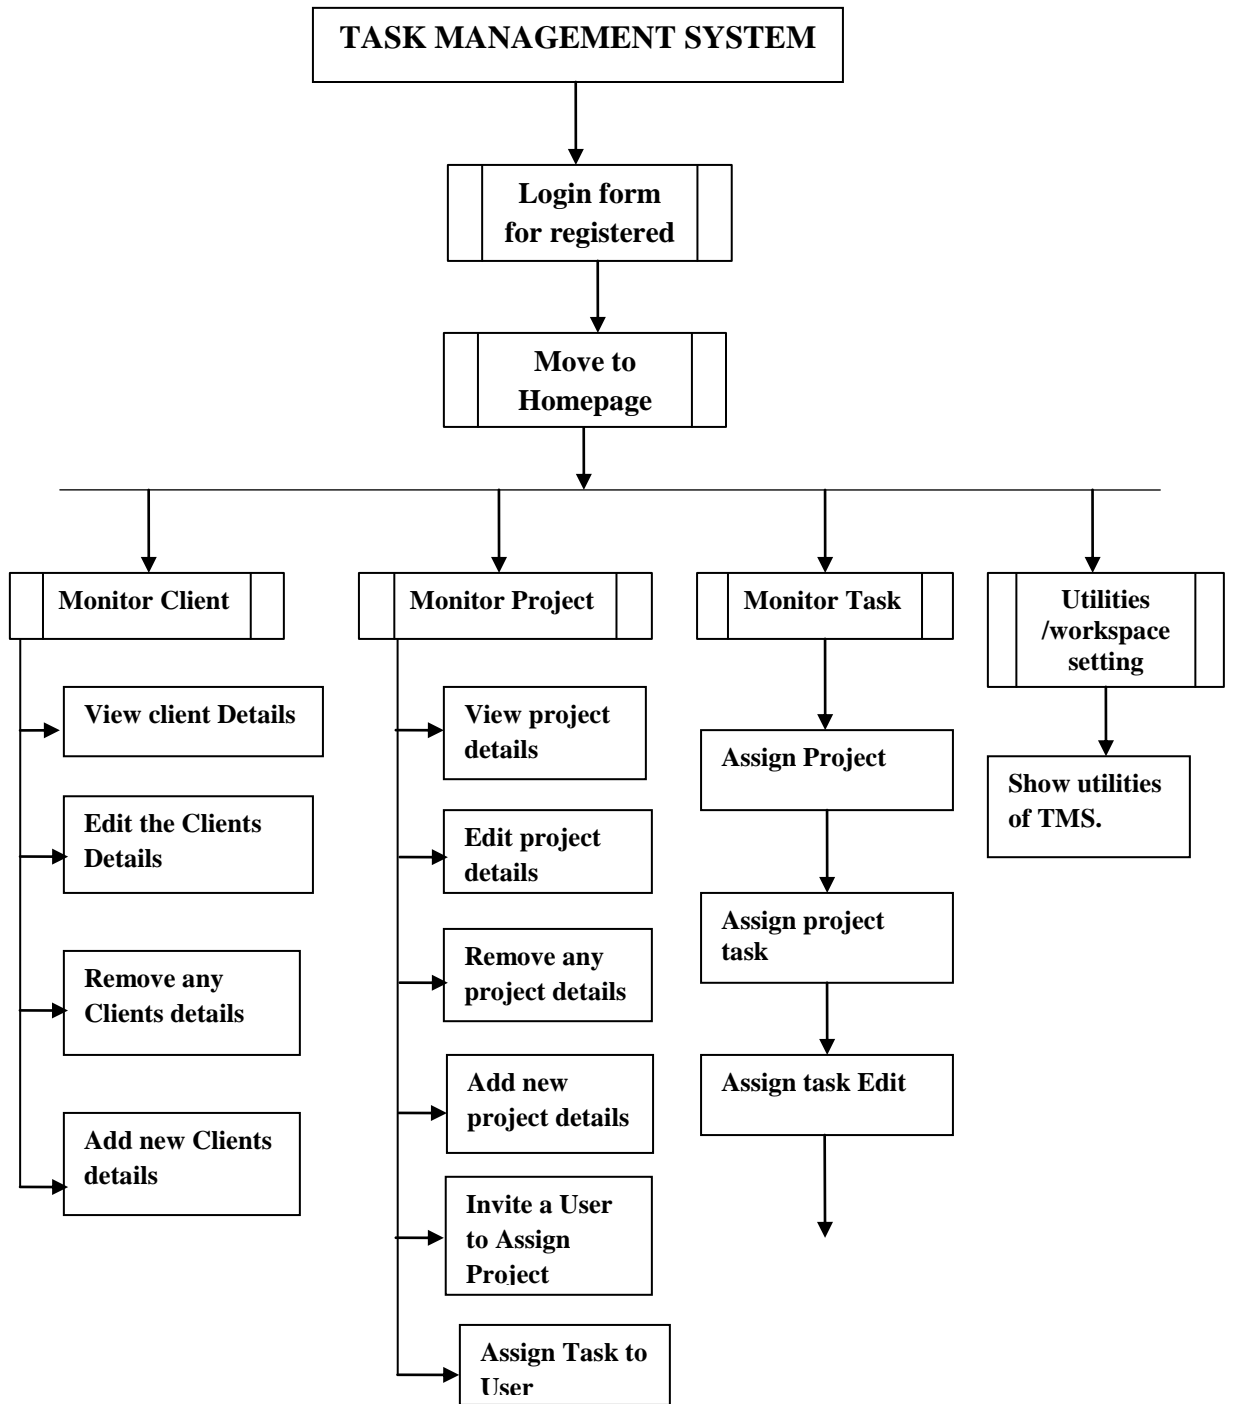 TASK MANAGEMENT SYSTEM
Login form
for registered
Move to
Homepage
Monitor Client
View client Details
Edit the Clients
Details
Remove any
Clients details
Add new Clients
details
Monitor Project
View project
details
Edit project
details
Remove any
project details
Add new
project details
Invite a User
to Assign
Project
Assign Task to
User
Monitor Task
Assign Project
Assign project
task
Assign task Edit
Utilities
/workspace
setting
Show utilities
of TMS.